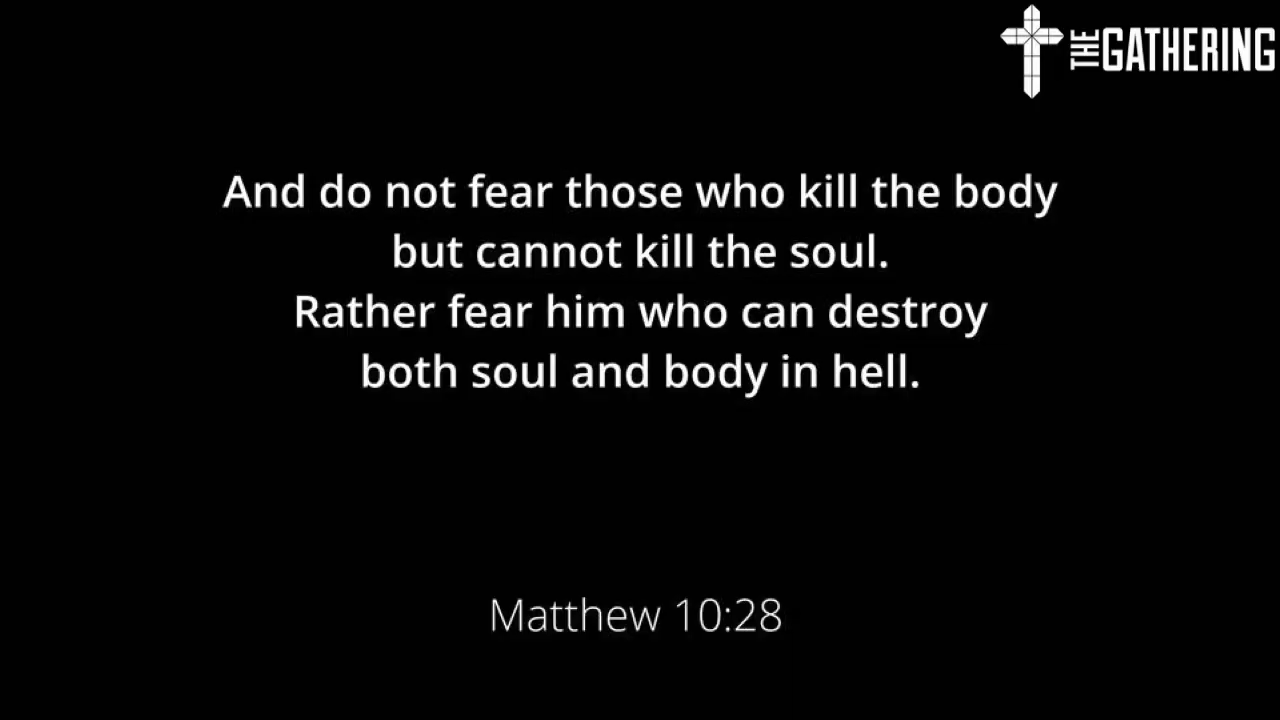 THE GATHERING
And do not fear those who kill the body
but cannot kill the soul.
Rather fear him who can destroy
both soul and body in hell.
Matthew 10:28